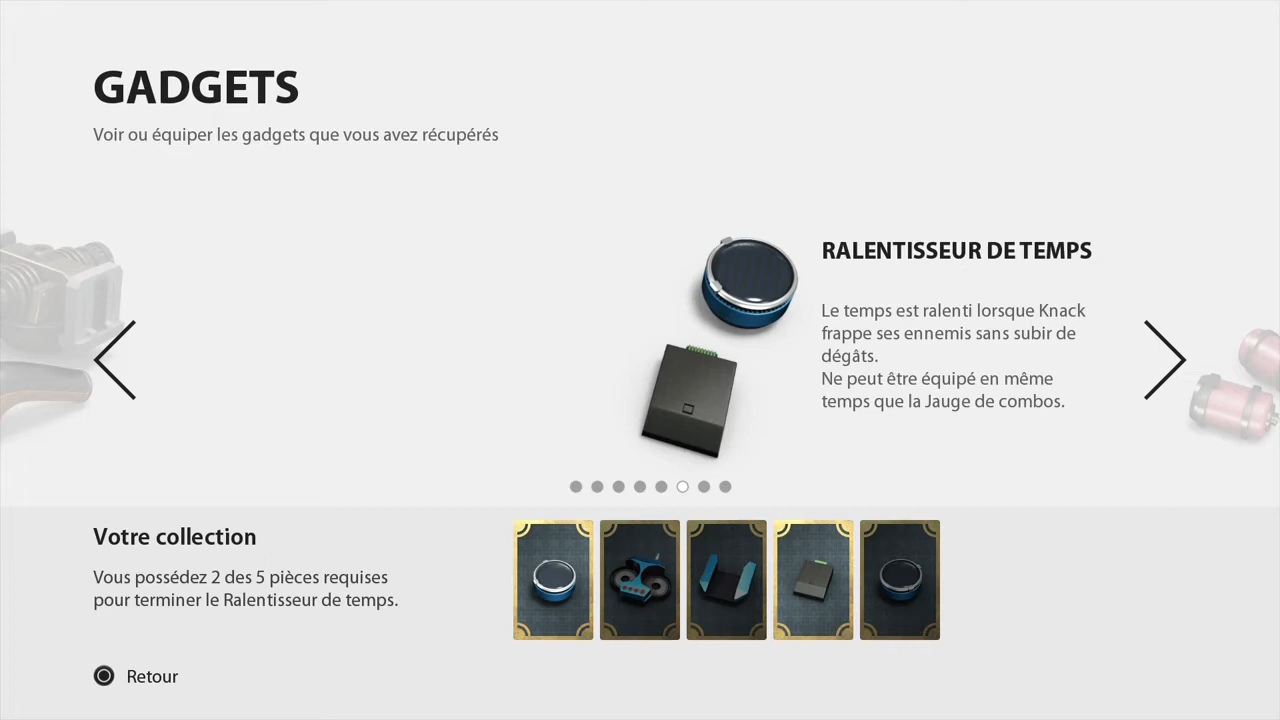 GADGETS
Voir ou équiper les gadgets que vous avez récupérés
RALENTISSEUR DE TEMPS
Le temps est ralenti lorsque Knack
frappe ses ennemis sans subir de
dégâts.
Ne peut être équipé en même
temps que la Jauge de combos.
Votre collection
Vous possédez 2 des 5 pièces requises
pour terminer le Ralentisseur de temps.
Retour